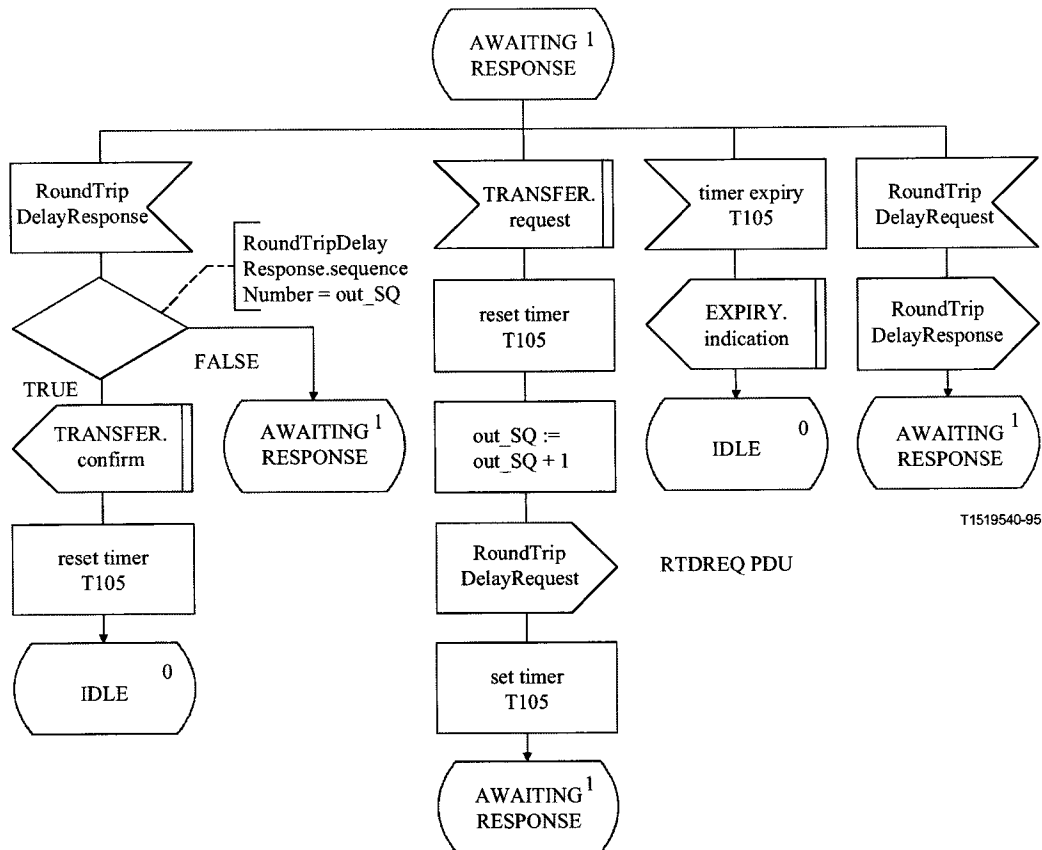 AWAITING 1
RESPONSE
RoundTrip
DelayResponse
RoundTripDelay
Response.sequence
Number = out_SQ
TRUE
FALSE
TRANSFER.
confirm
AWAITING 1
RESPONSE
reset timer
T105
IDLE 0
TRANSFER.
request
reset timer
T105
out_SQ :=
out_SQ + 1
RoundTrip
DelayRequest
RTDREQ PDU
set timer
T105
AWAITING 1
RESPONSE
timer expiry
T105
EXPIRY.
indication
IDLE 0
RoundTrip
DelayRequest
RoundTrip
DelayResponse
AWAITING 1
RESPONSE
T1519540-95